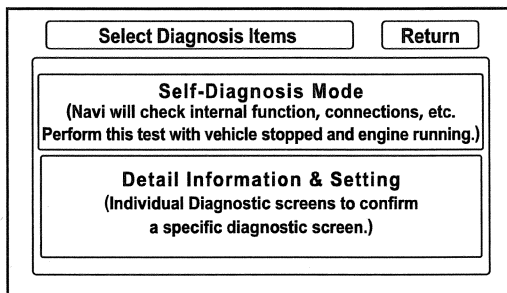 Select Diagnosis Items
Return
Self-Diagnosis Mode
(Navi will check internal function, connections, etc.
Perform this test with vehicle stopped and engine running.)
Detail Information & Setting
(Individual Diagnostic screens to confirm
a specific diagnostic screen.)